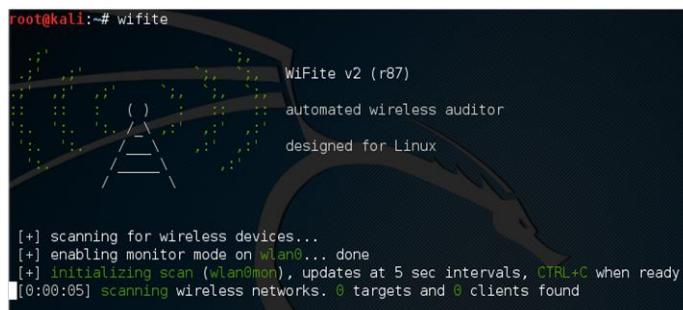 root@kali:~# wifite
WiFite v2 (r87)
automated wireless auditor
designed for Linux
[+] scanning for wireless devices...
[+] enabling monitor mode on wlan0... done
[+] initializing scan (wlan0mon), updates at 5 sec intervals, CTRL+C when ready
[0:00:05] scanning wireless networks. 0 targets and 0 clients found